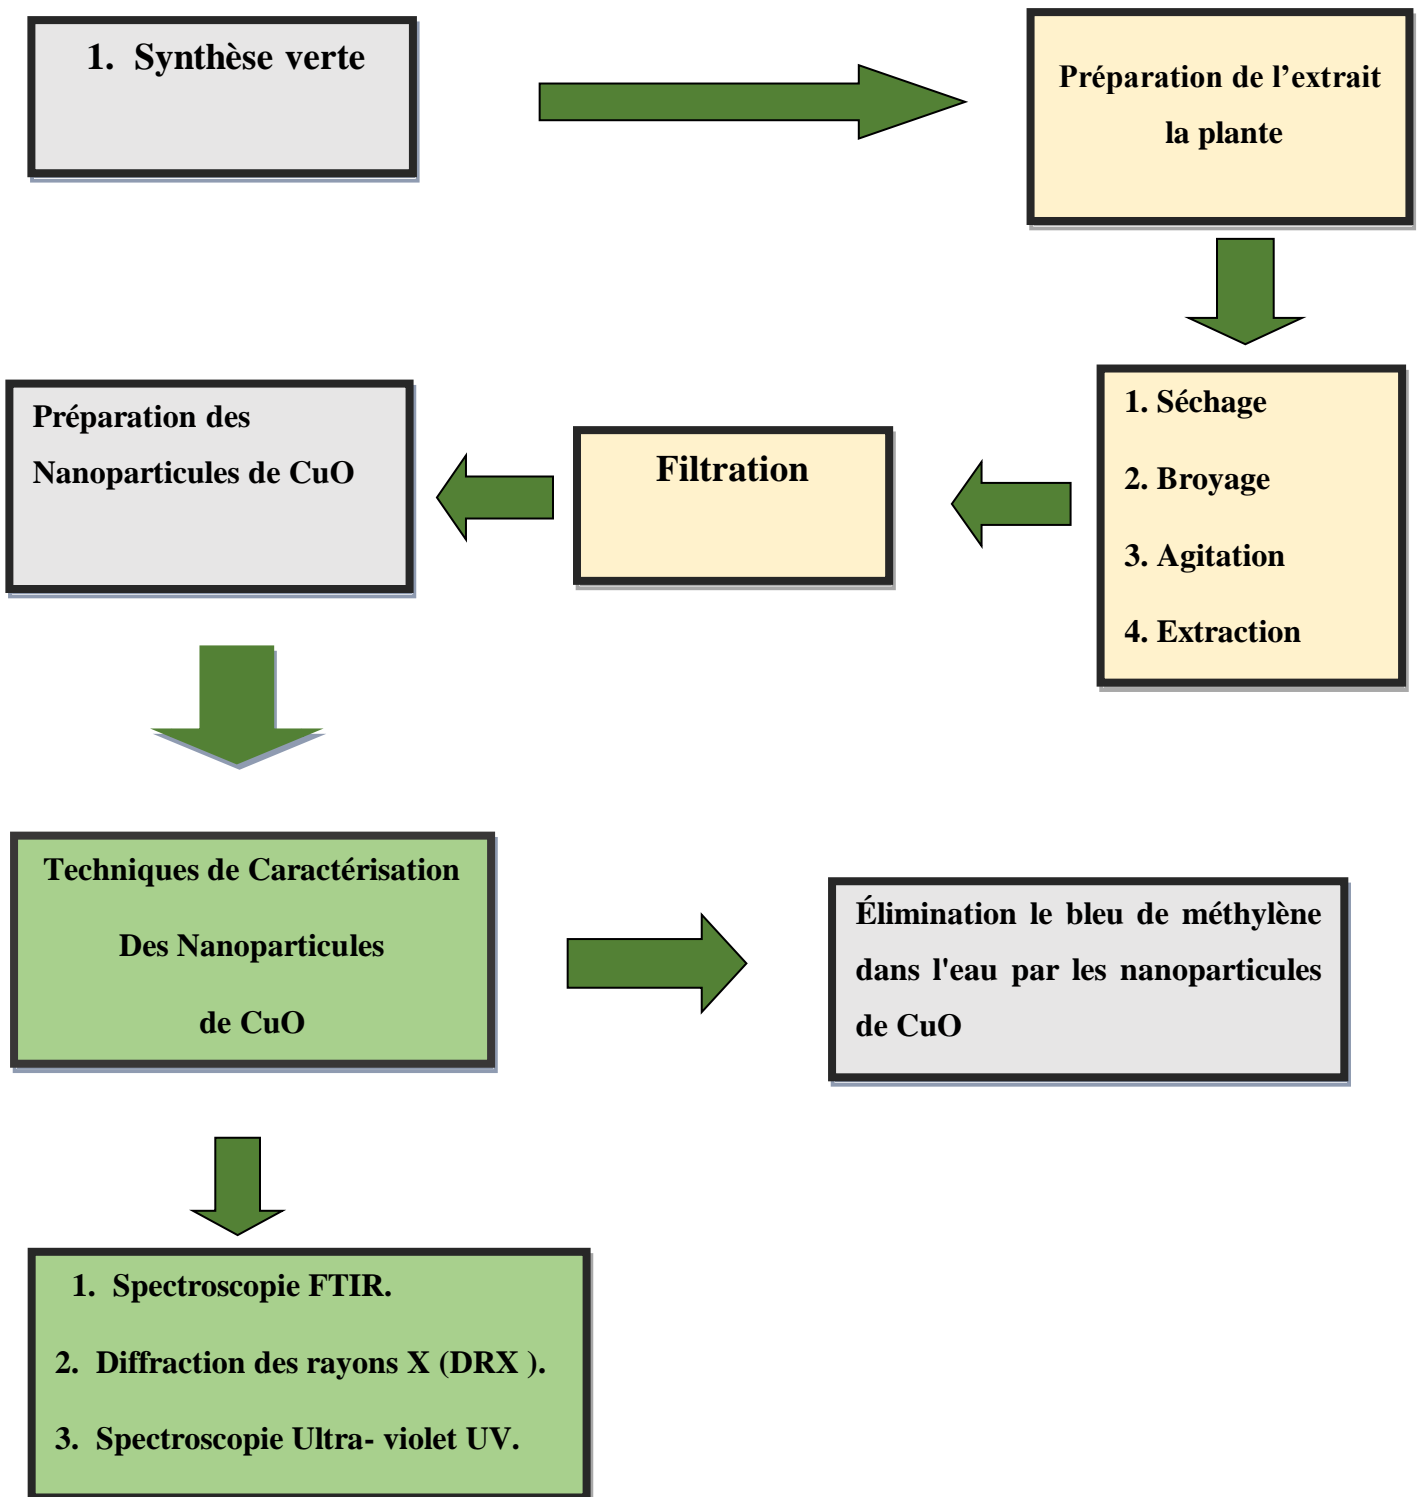 1. Synthèse verte
Préparation de l’extrait
la plante
1. Séchage
2. Broyage
3. Agitation
4. Extraction
Filtration
Préparation des
Nanoparticules de CuO
Techniques de Caractérisation
Des Nanoparticules
de CuO
Élimination le bleu de méthylène
dans l'eau par les nanoparticules
de CuO
1. Spectroscopie FTIR.
2. Diffraction des rayons X (DRX ).
3. Spectroscopie Ultra- violet UV.